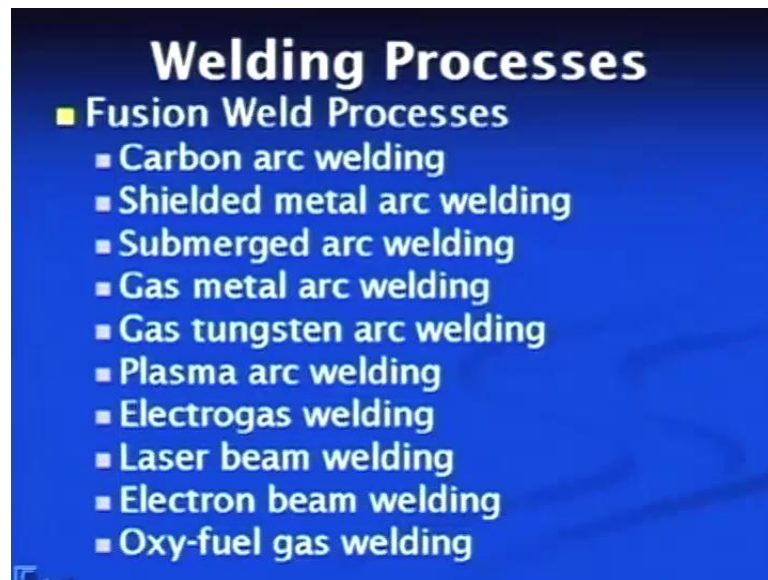 Welding Processes
Fusion Weld Processes
Carbon arc welding
Shielded metal arc welding
Submerged arc welding
Gas metal arc welding
Gas tungsten arc welding
Plasma arc welding
Electrogas welding
Laser beam welding
Electron beam welding
Oxy-fuel gas welding